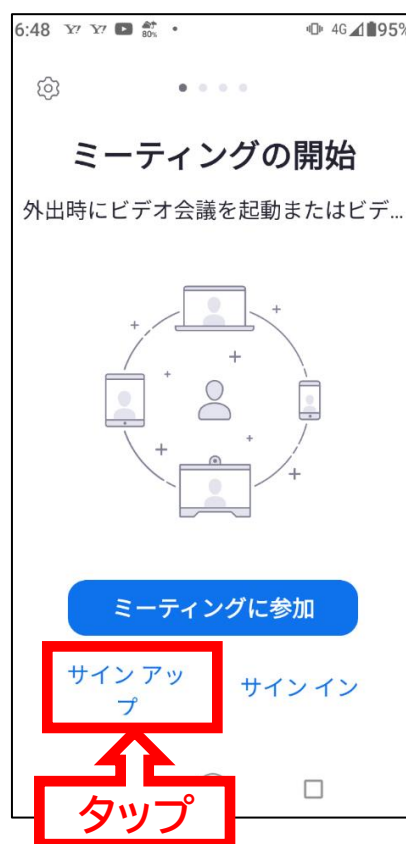 6:48 Y! Y! 80% 4G 95%
ミーティングの開始
外出時にビデオ会議を起動またはビデ...
ミーティングに参加
サイン アッ
プ
サイン イン
タップ